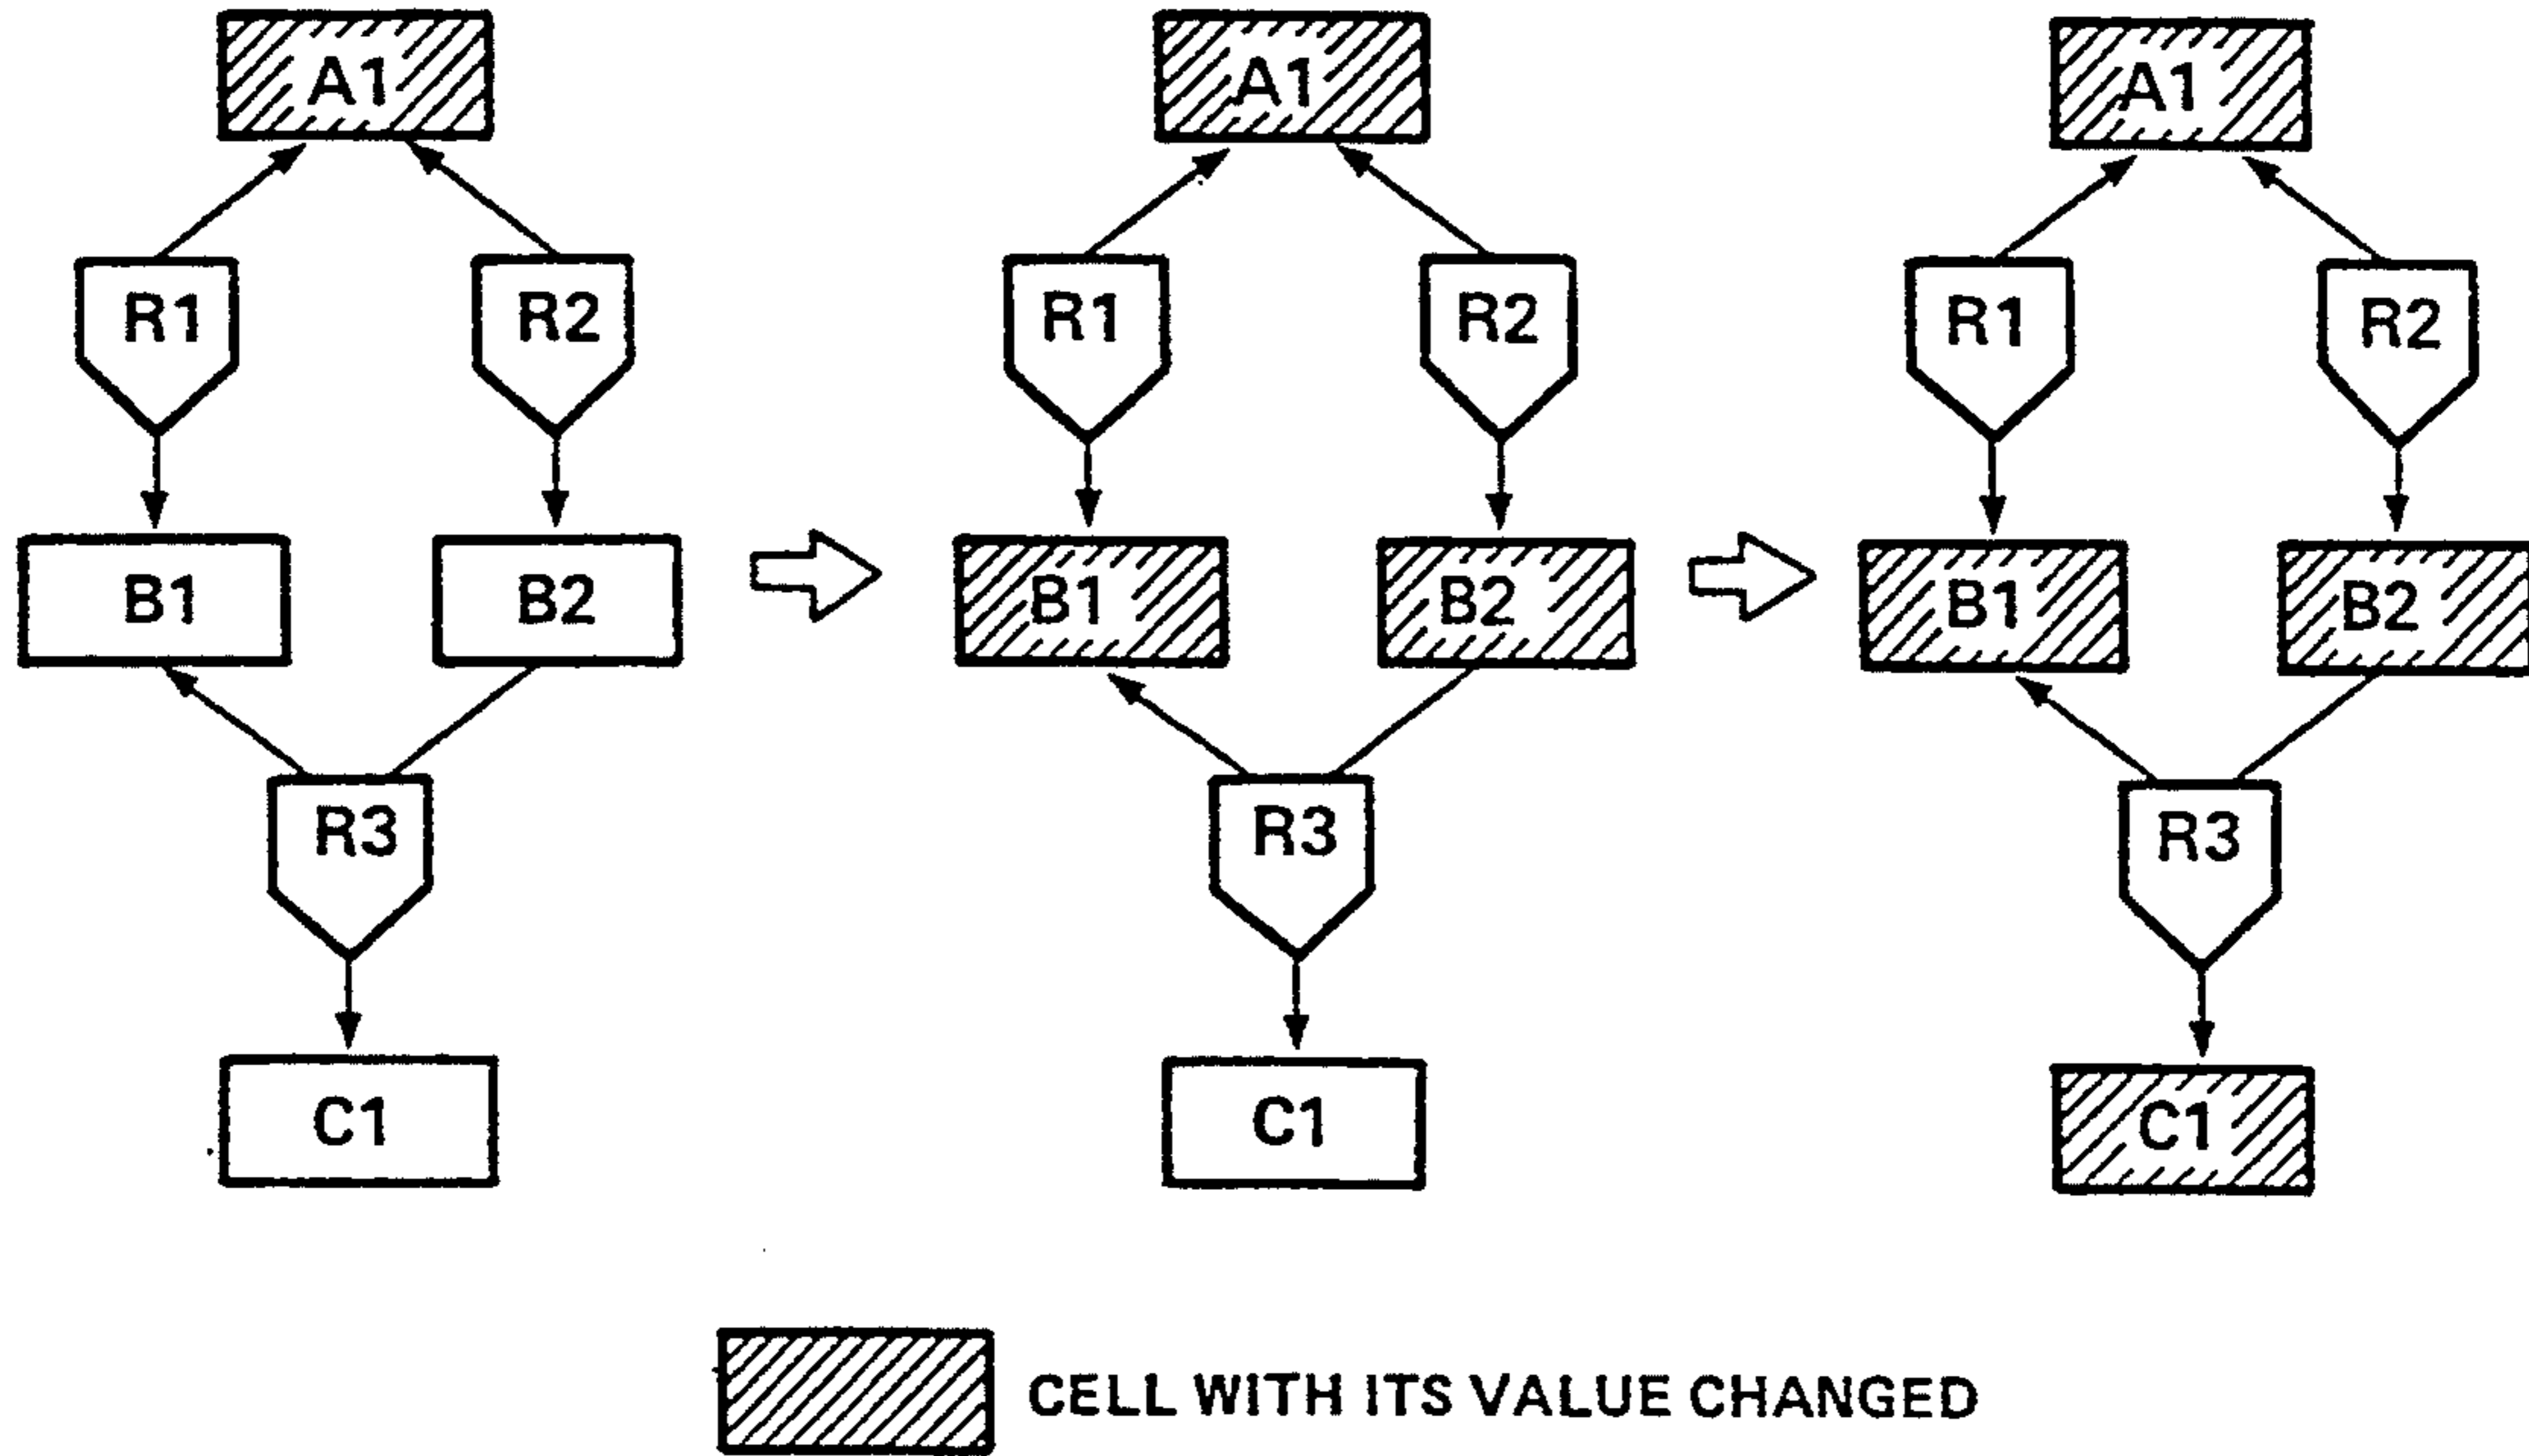 A1 A1 A1
R1 R2 R1 R2 R1 R2
B1 B2 B1 B2 B1 B2
R3 R3 R3
C1 C1 C1
CELL WITH ITS VALUE CHANGED